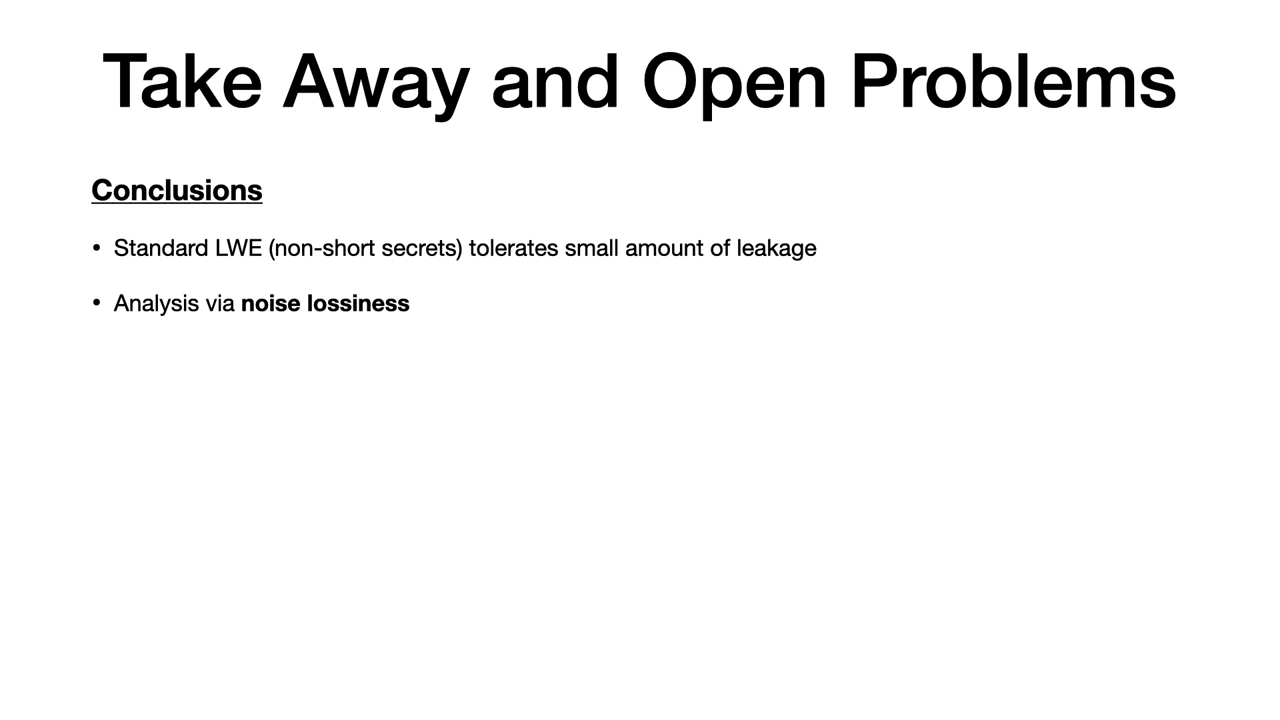 Take Away and Open Problems
Conclusions
• Standard LWE (non-short secrets) tolerates small amount of leakage
• Analysis via noise lossiness